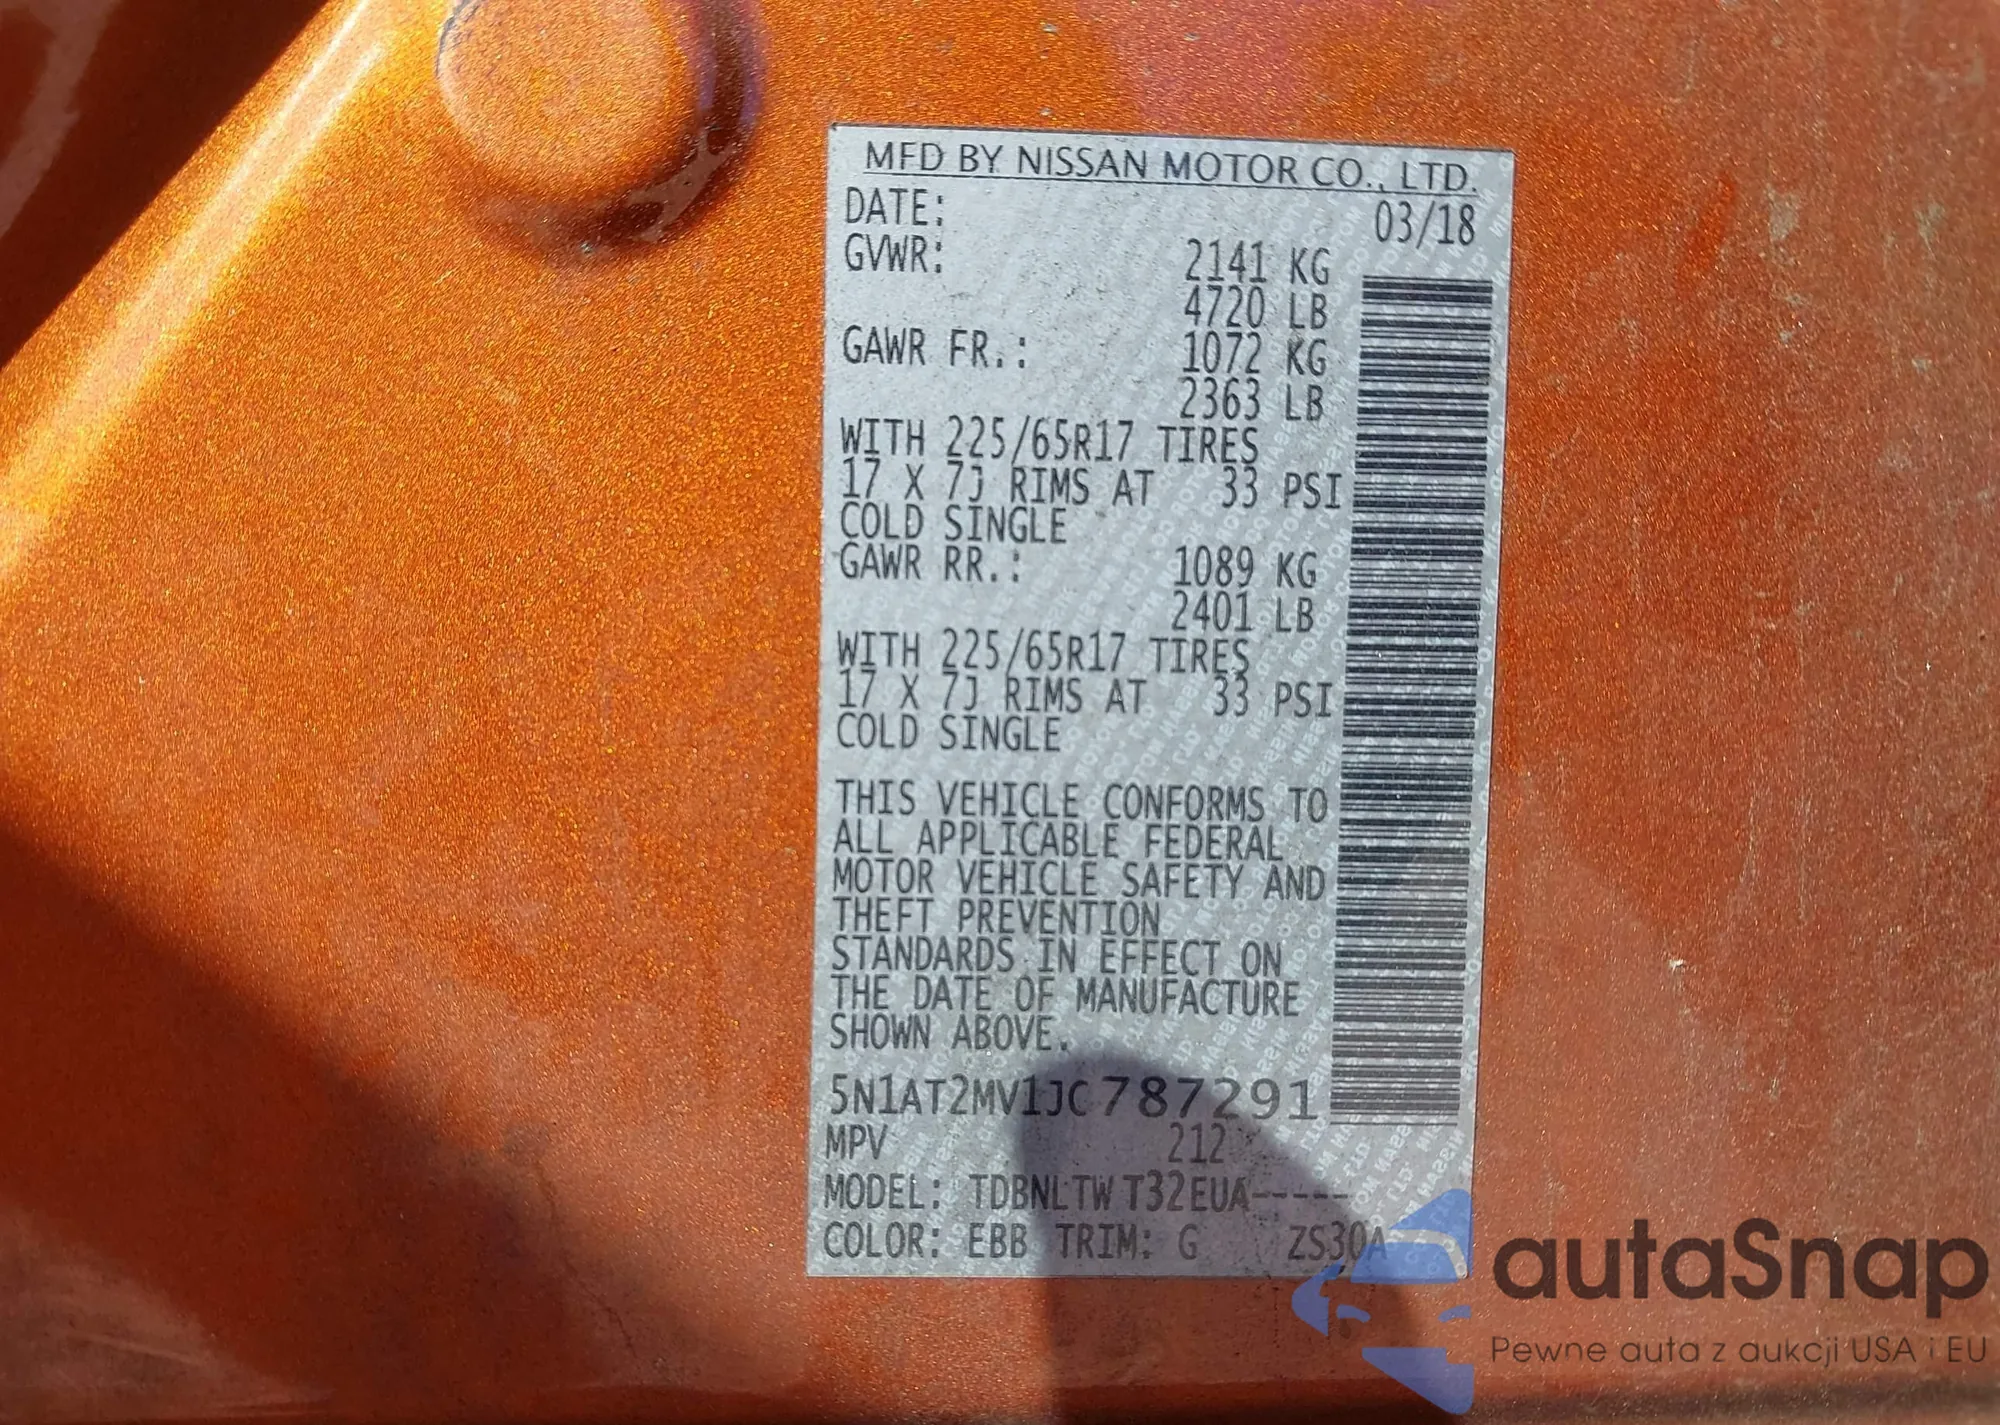 MFD BY NISSAN MOTOR CO., LTD.
DATE: 03/18
GVWR: 2141 KG
4720 LB
GAWR FR.: 1072 KG
2363 LB
WITH 225/65R17 TIRES
17 X 7J RIMS AT 33 PSI
COLD SINGLE
GAWR RR.: 1089 KG
2401 LB
WITH 225/65R17 TIRES
17 X 7J RIMS AT 33 PSI
COLD SINGLE
THIS VEHICLE CONFORMS TO
ALL APPLICABLE FEDERAL
MOTOR VEHICLE SAFETY AND
THEFT PREVENTION
STANDARDS IN EFFECT ON
THE DATE OF MANUFACTURE
SHOWN ABOVE.
5N1AT2MV1JC787291
MPV 212
MODEL: TDBNLTW T32EUA-----
COLOR: EBB TRIM: G ZS30A
autaSnap
Pewne auta z aukcji USA i EU